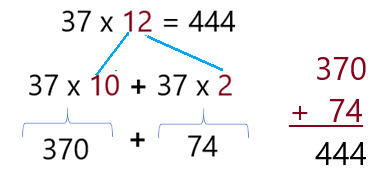 37 x 12 = 444
37 x 10 + 37 x 2
370 + 74
370
+ 74
444